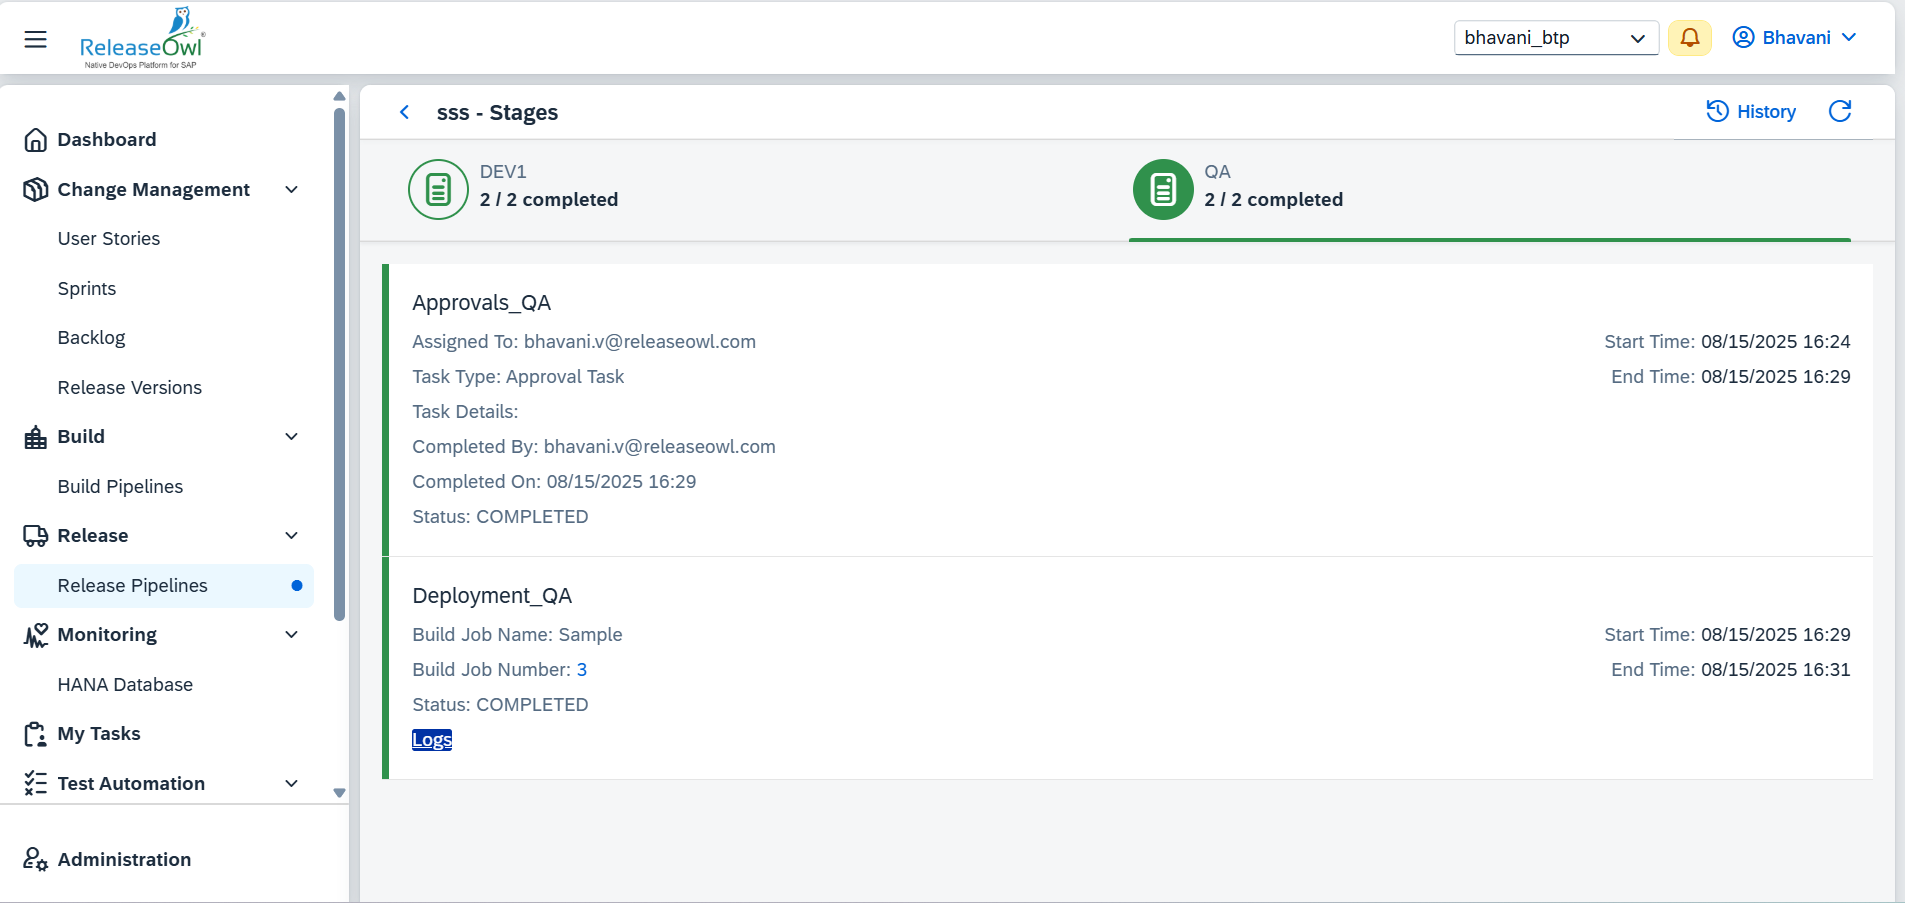 ReleaseOwl®
Native DevOps Platform for SAP
bhavani_btp
Bhavani
Dashboard
Change Management
User Stories
Sprints
Backlog
Release Versions
Build
Build Pipelines
Release
Release Pipelines
Monitoring
HANA Database
My Tasks
Test Automation
Administration
sss - Stages
History
DEV1
2 / 2 completed
QA
2 / 2 completed
Approvals_QA
Assigned To: bhavani.v@releaseowl.com
Start Time: 08/15/2025 16:24
Task Type: Approval Task
End Time: 08/15/2025 16:29
Task Details:
Completed By: bhavani.v@releaseowl.com
Completed On: 08/15/2025 16:29
Status: COMPLETED
Deployment_QA
Build Job Name: Sample
Start Time: 08/15/2025 16:29
Build Job Number: 3
End Time: 08/15/2025 16:31
Status: COMPLETED
Logs